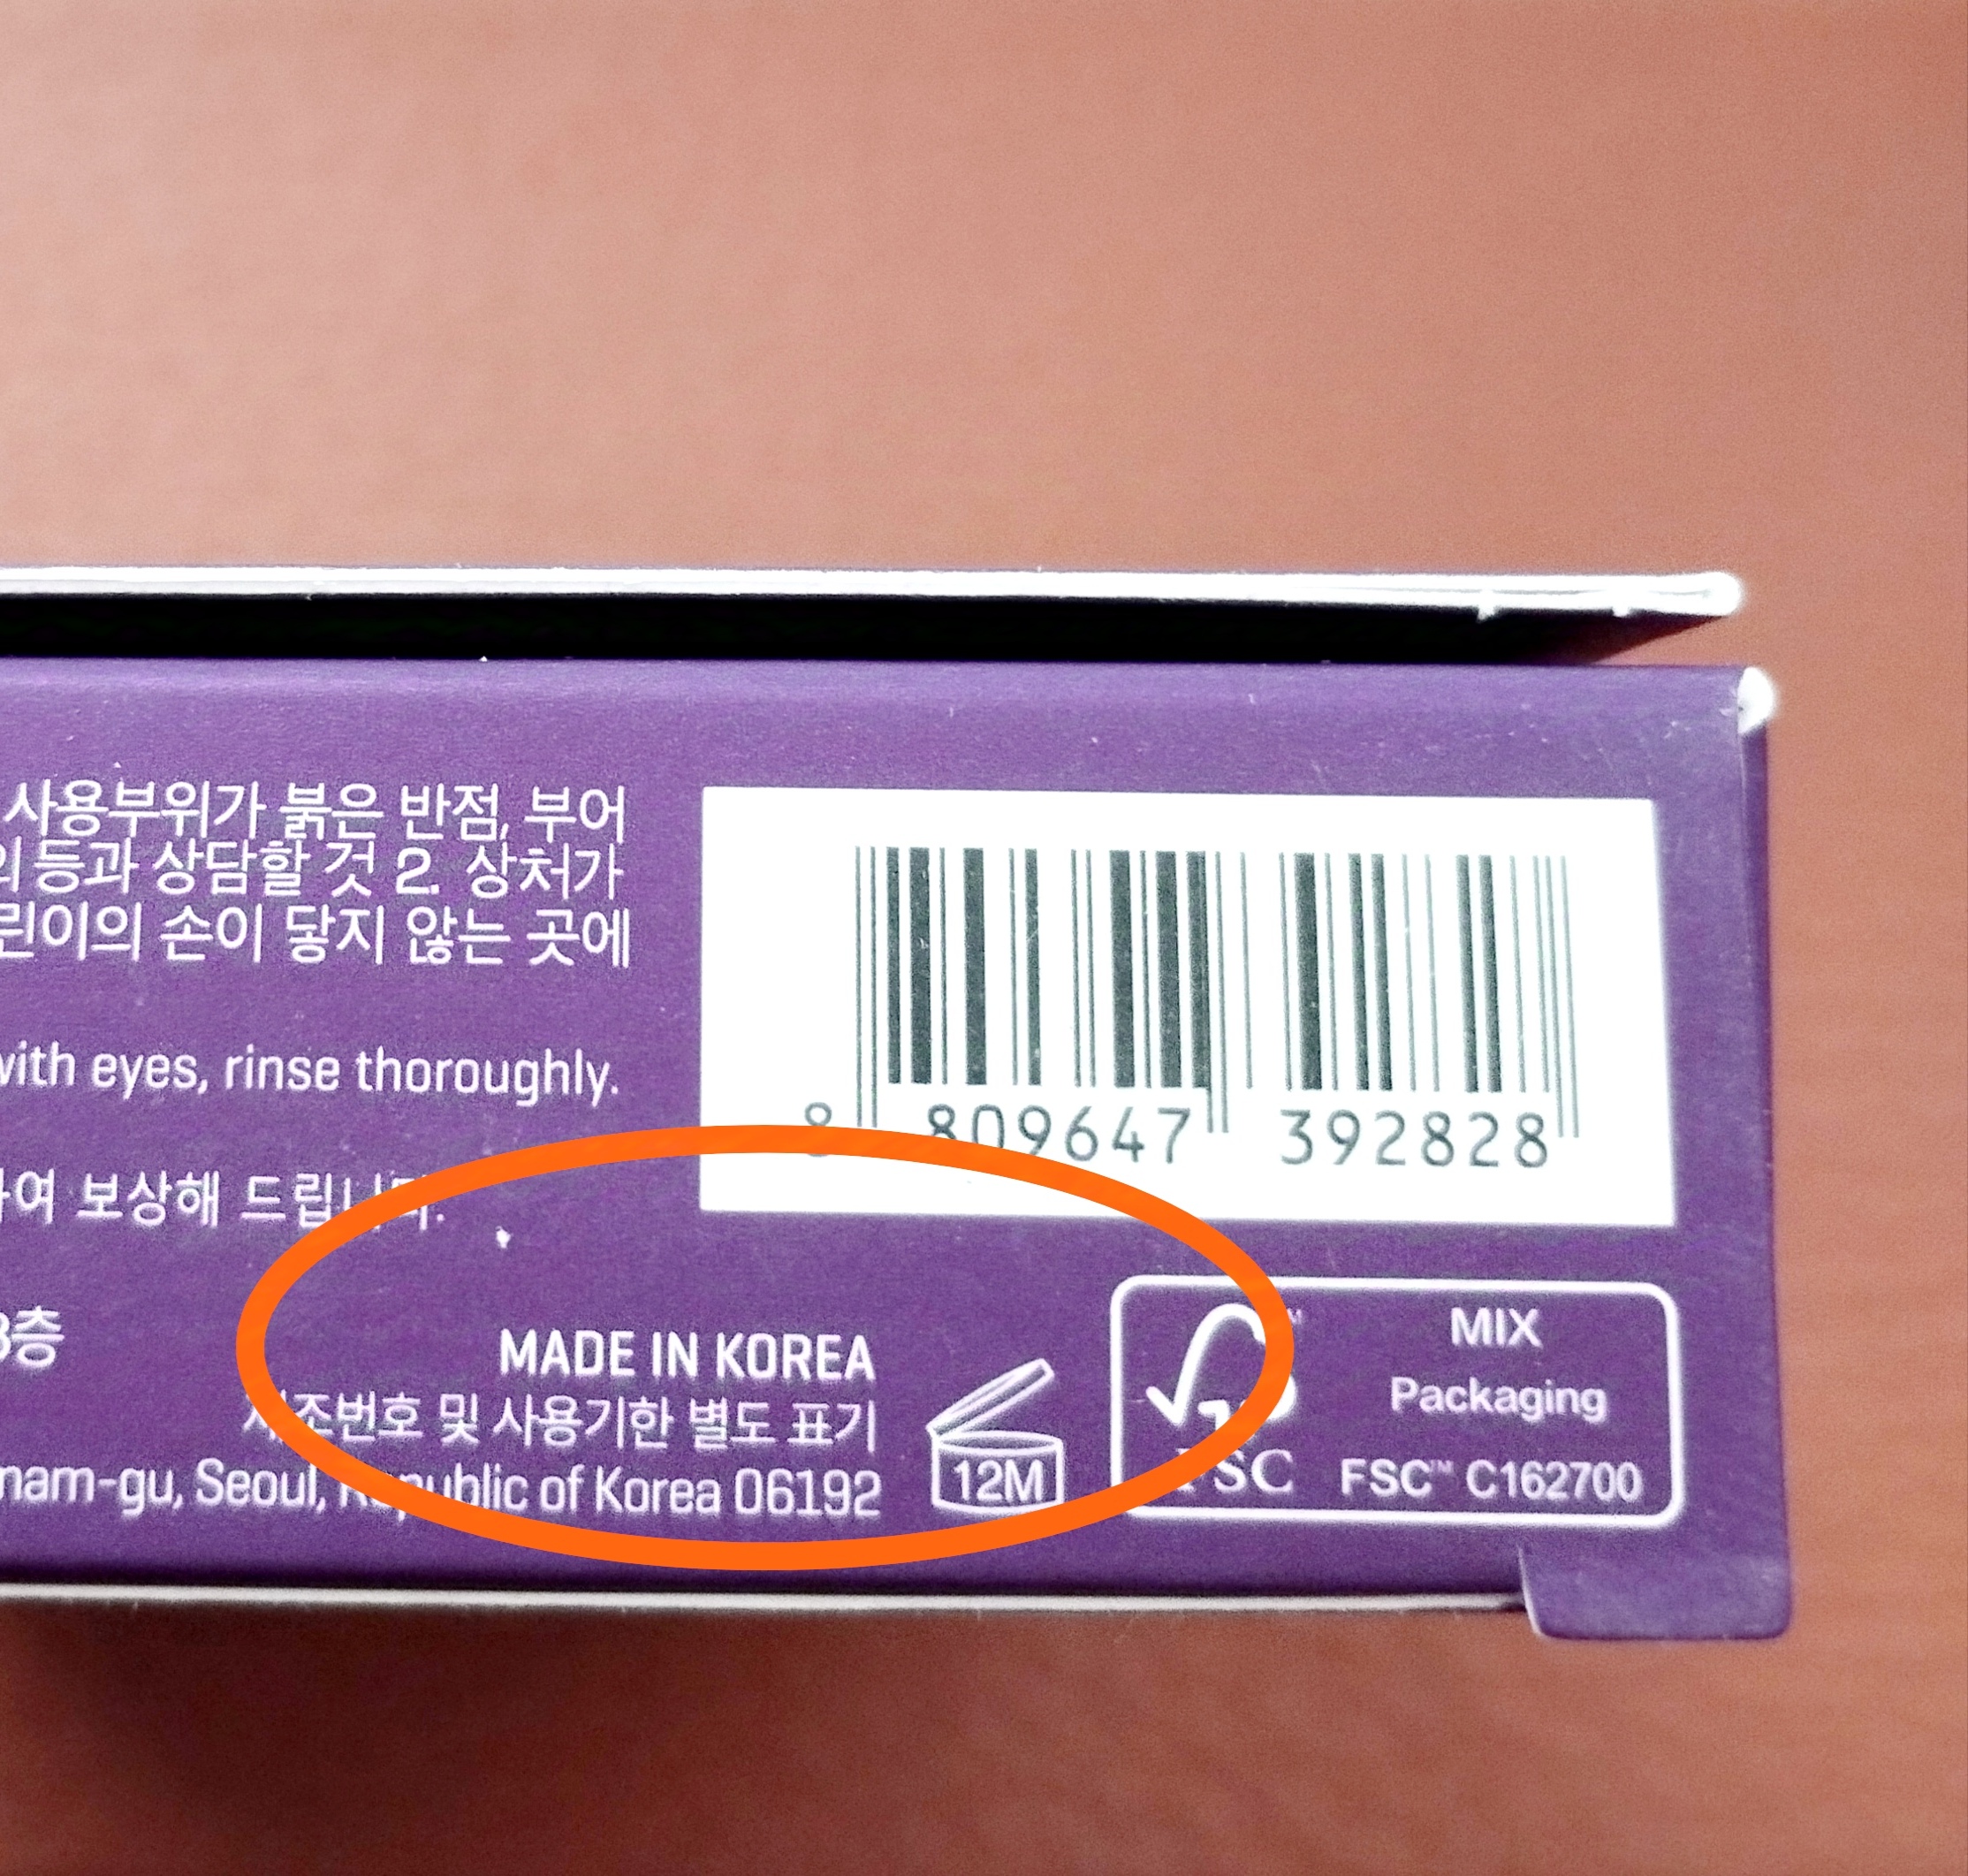 사용부위가 붉은 반점, 부어
등과 상담할 것 2. 상처가
린이의 손이 닿지 않는 곳에
with eyes, rinse thoroughly.
여 보상해 드립니다.
8 809647 392828
3층
MADE IN KOREA
제조번호 및 사용기한 별도 표기
nam-gu, Seoul, Republic of Korea 06192
12M
FSC
MIX
Packaging
FSC™ C162700